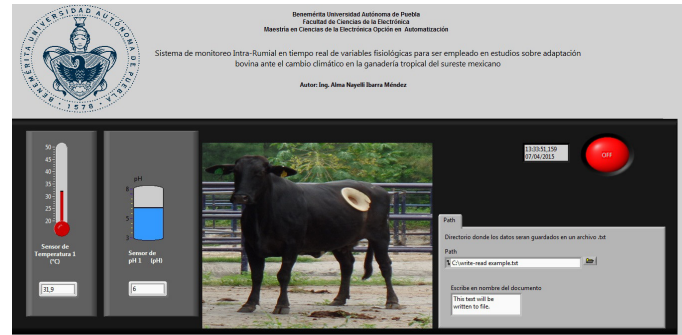 UNIVERSIDAD AUTÓNOMA DE PUEBLA · 1578 · BENEMÉRITA
Benemérita Universidad Autónoma de Puebla
Facultad de Ciencias de la Electrónica
Maestría en Ciencias de la Electrónica Opción en Automatización
Sistema de monitoreo Intra-Rumial en tiempo real de variables fisiológicas para ser empleado en estudios sobre adaptación
bovina ante el cambio climático en la ganadería tropical del sureste mexicano
Autor: Ing. Alma Nayelli Ibarra Méndez
50
45
40
35
30
25
20
Sensor de
Temperatura 1
(°C)
31,9
pH
8
5
3
Sensor de
pH 1 (pH)
6
13:33:51,159
07/04/2015
OFF
Path
Directorio donde los datos seran guardados en un archivo .txt
Path
C:\write-read example.txt
Escribe en nombre del documento
This text will be
written to file.